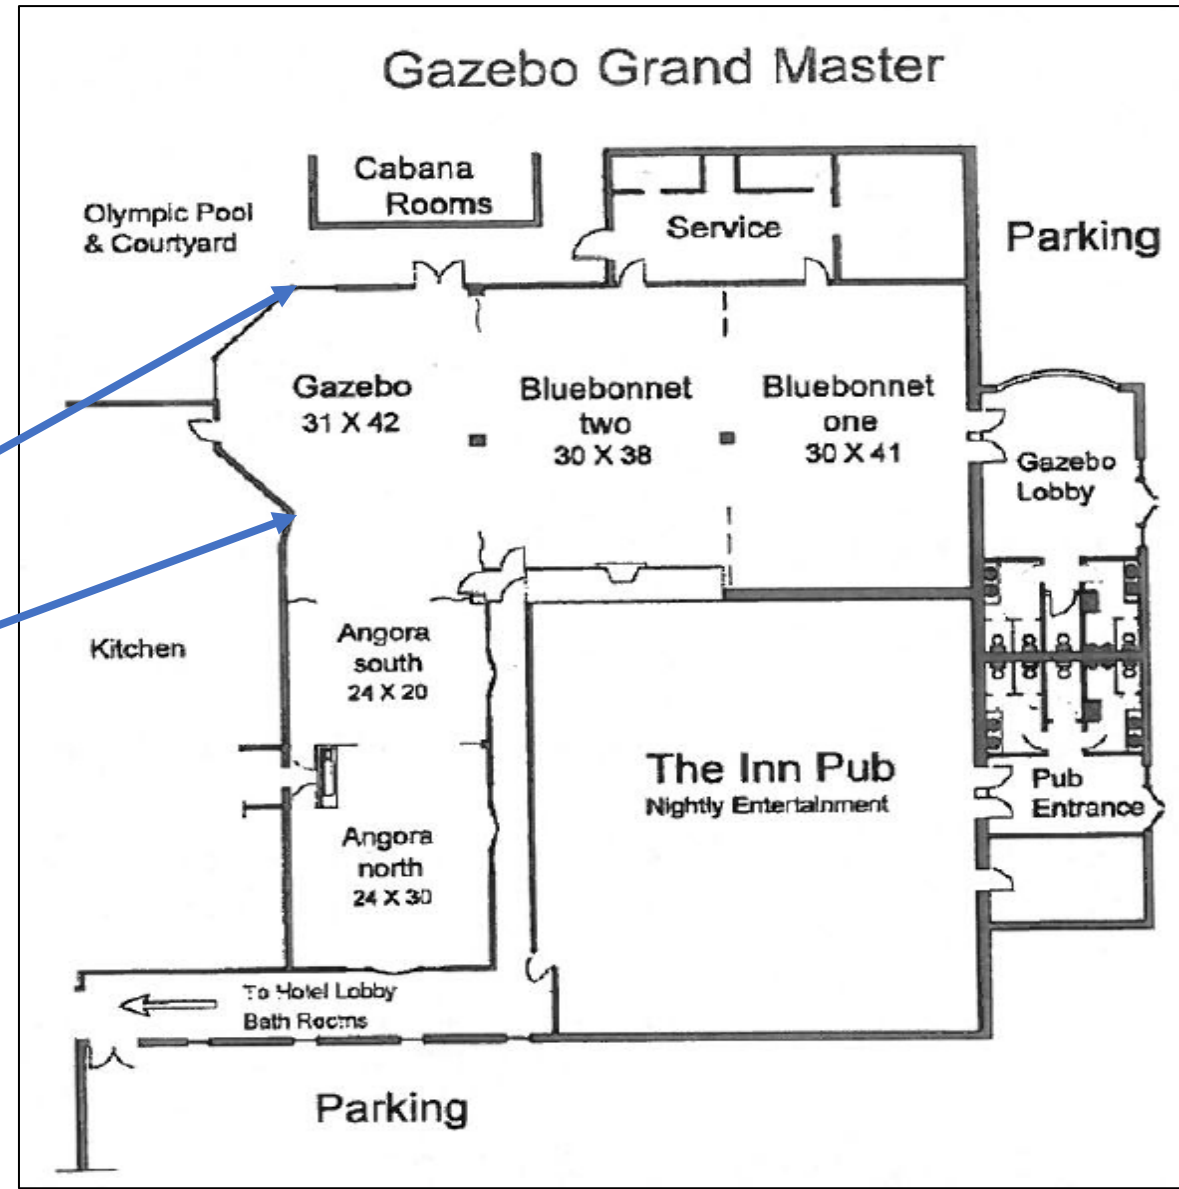 Gazebo Grand Master
Cabana
Rooms
Olympic Pool
& Courtyard
Service
Parking
Gazebo
31 X 42
Bluebonnet
two
30 X 38
Bluebonnet
one
30 X 41
Gazebo
Lobby
Kitchen
Angora
south
24 X 20
The Inn Pub
Nightly Entertainment
Pub
Entrance
Angora
north
24 X 30
To Hotel Lobby
Bath Rooms
Parking